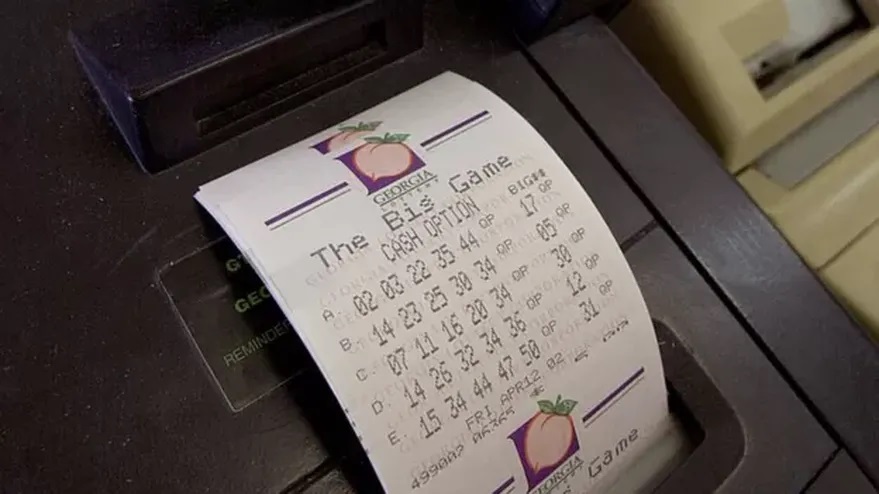 GEORGIA
LOTTERY
The Big Game
CASH OPTION BIG##
A. 02 03 22 35 44 QP 17 QP
B. 14 23 25 30 34 QP 05 QP
C. 07 11 16 20 34 QP 30 QP
D. 14 26 32 34 36 QP 12 QP
E. 15 34 44 47 50 QP 31 QP
FRI APR12 02
GEORGIA
Game
REMINDER